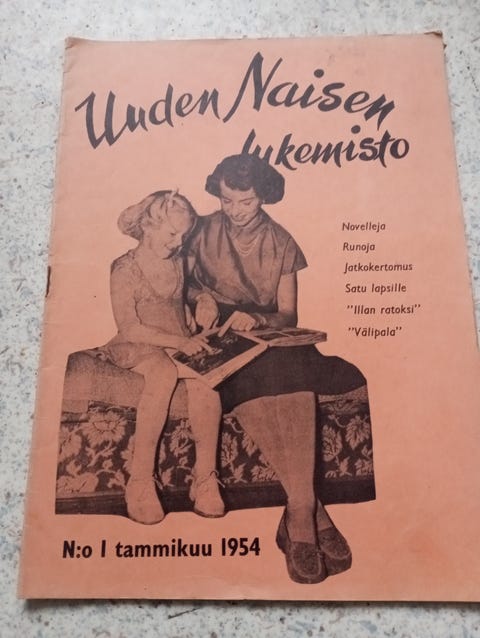 Uuden Naisen
lukemisto
Novelleja
Runoja
Jatkokertomus
Satu lapsille
"Illan ratoksi"
"Välipala"
N:o 1 tammikuu 1954